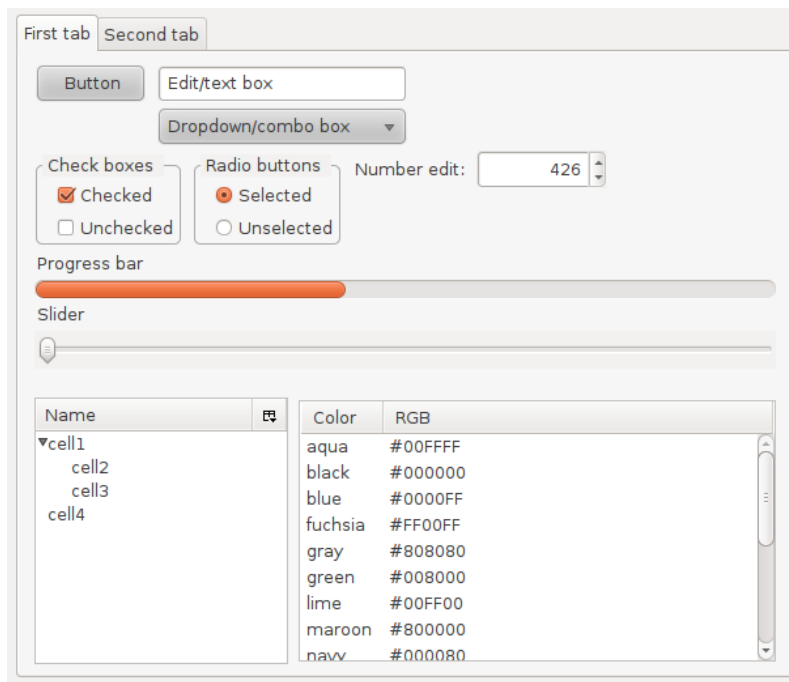 First tab Second tab
Button Edit/text box
Dropdown/combo box
Check boxes Radio buttons Number edit: 426
Checked Selected
Unchecked Unselected
Progress bar
Slider
Name
cell1
cell2
cell3
cell4
Color RGB
aqua #00FFFF
black #000000
blue #0000FF
fuchsia #FF00FF
gray #808080
green #008000
lime #00FF00
maroon #800000
navy #000080